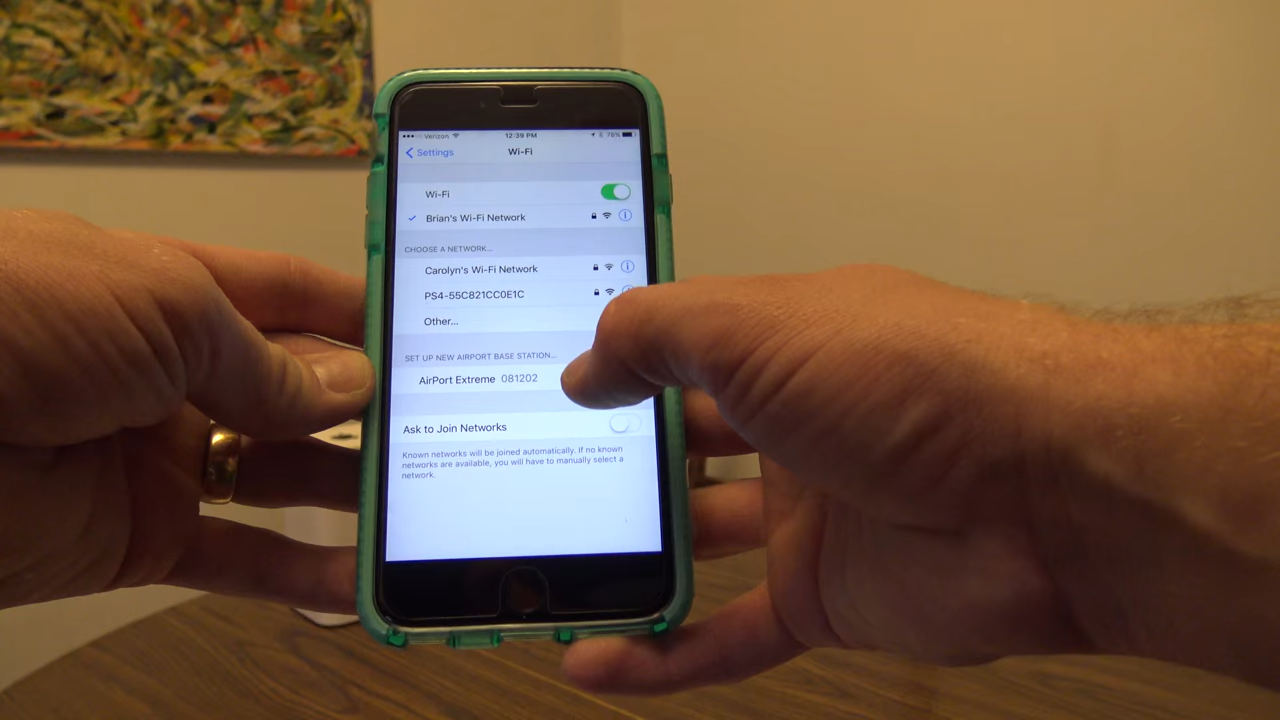 Verizon 12:39 PM 78%
Settings Wi-Fi
Wi-Fi
Brian's Wi-Fi Network
CHOOSE A NETWORK...
Carolyn's Wi-Fi Network
PS4-55C821CC0E1C
Other...
SET UP NEW AIRPORT BASE STATION...
AirPort Extreme 081202
Ask to Join Networks
Known networks will be joined automatically. If no known
networks are available, you will have to manually select a
network.